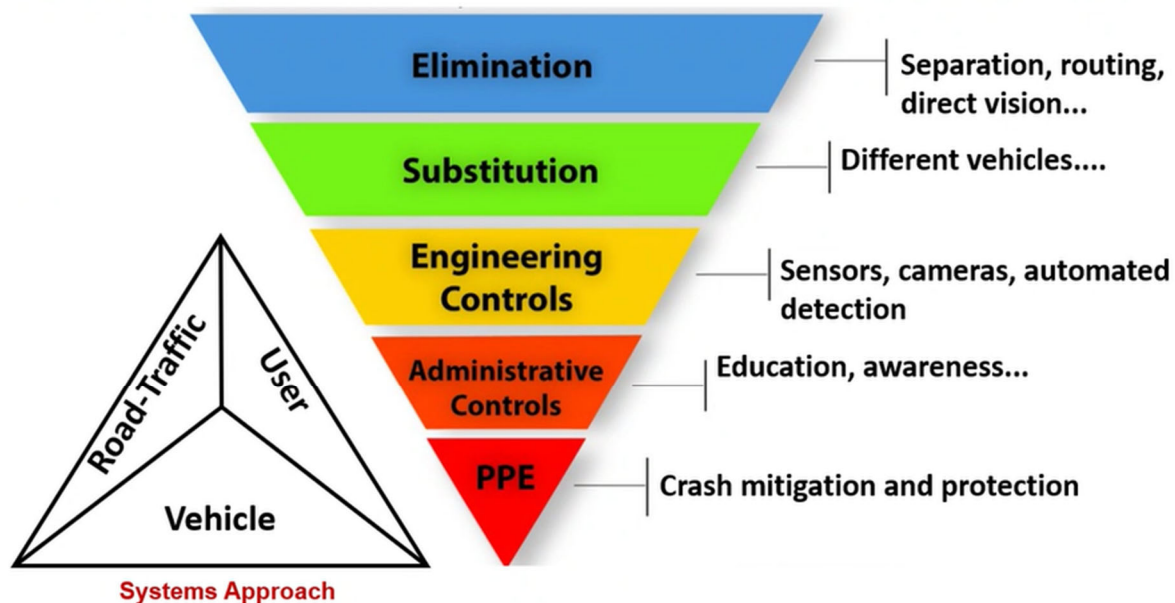 Elimination
Separation, routing,
direct vision...
Substitution
Different vehicles....
Engineering
Controls
Sensors, cameras, automated
detection
Administrative
Controls
Education, awareness...
PPE
Crash mitigation and protection
Road-Traffic
User
Vehicle
Systems Approach